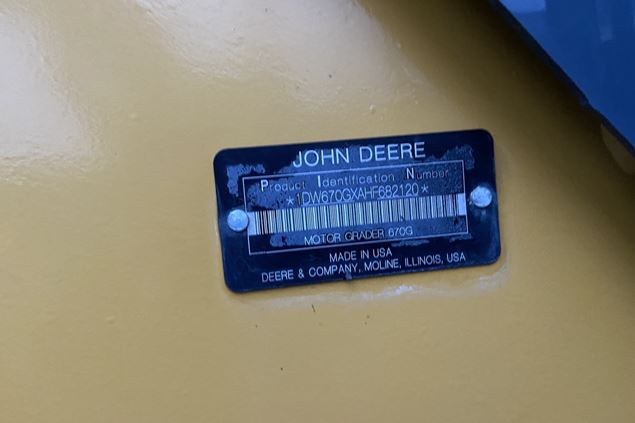 JOHN DEERE
Product Identification Number
*1DW670GXAHF682120*
MOTOR GRADER 670G
MADE IN USA
DEERE & COMPANY, MOLINE, ILLINOIS, USA